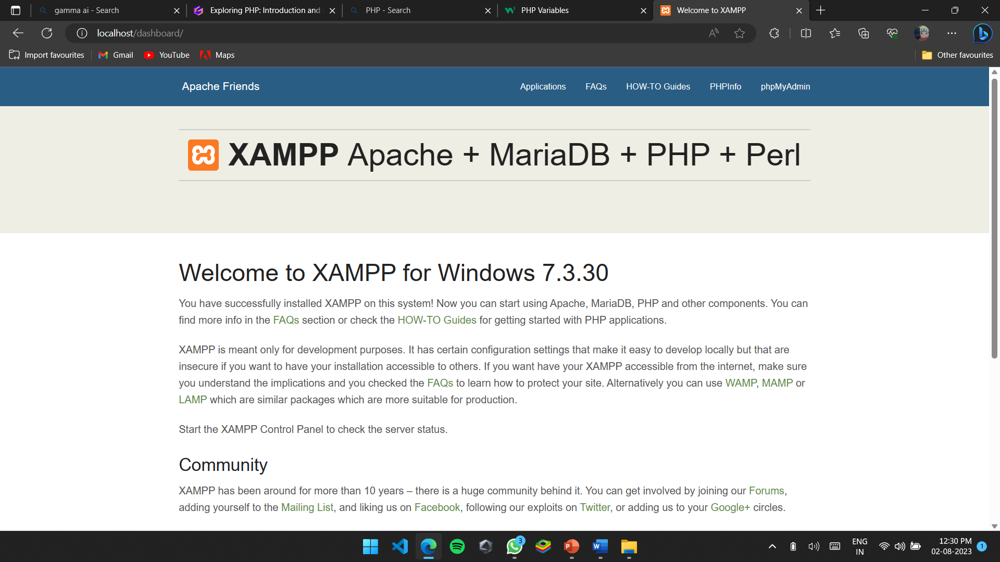 gamma ai - Search
Exploring PHP: Introduction and
PHP - Search
PHP Variables
Welcome to XAMPP
localhost/dashboard/
Import favourites
Gmail
YouTube
Maps
Other favourites
Apache Friends
Applications
FAQs
HOW-TO Guides
PHPInfo
phpMyAdmin
XAMPP Apache + MariaDB + PHP + Perl
Welcome to XAMPP for Windows 7.3.30
You have successfully installed XAMPP on this system! Now you can start using Apache, MariaDB, PHP and other components. You can
find more info in the FAQs section or check the HOW-TO Guides for getting started with PHP applications.
XAMPP is meant only for development purposes. It has certain configuration settings that make it easy to develop locally but that are
insecure if you want to have your installation accessible to others. If you want have your XAMPP accessible from the internet, make sure
you understand the implications and you checked the FAQs to learn how to protect your site. Alternatively you can use WAMP, MAMP or
LAMP which are similar packages which are more suitable for production.
Start the XAMPP Control Panel to check the server status.
Community
XAMPP has been around for more than 10 years – there is a huge community behind it. You can get involved by joining our Forums,
adding yourself to the Mailing List, and liking us on Facebook, following our exploits on Twitter, or adding us to your Google+ circles.
3
ENG
IN
12:30 PM
02-08-2023
1